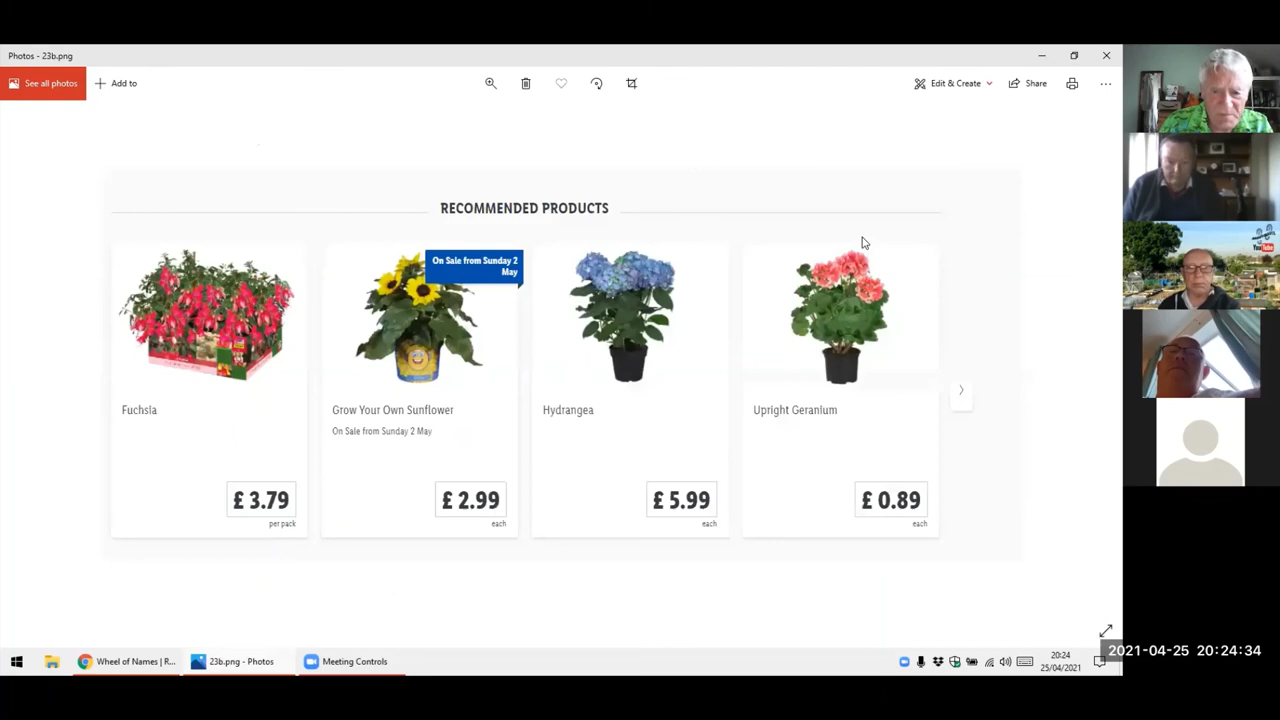 Photos - 23b.png
See all photos
Add to
Edit & Create
Share
RECOMMENDED PRODUCTS
On Sale from Sunday 2
May
Fuchsia
Grow Your Own Sunflower
Hydrangea
Upright Geranium
On Sale from Sunday 2 May
£ 3.79
£ 2.99
£ 5.99
£ 0.89
per pack
each
each
each
YouTube
Wheel of Names | R...
23b.png - Photos
Meeting Controls
20:24
25/04/2021
2021-04-25 20:24:34